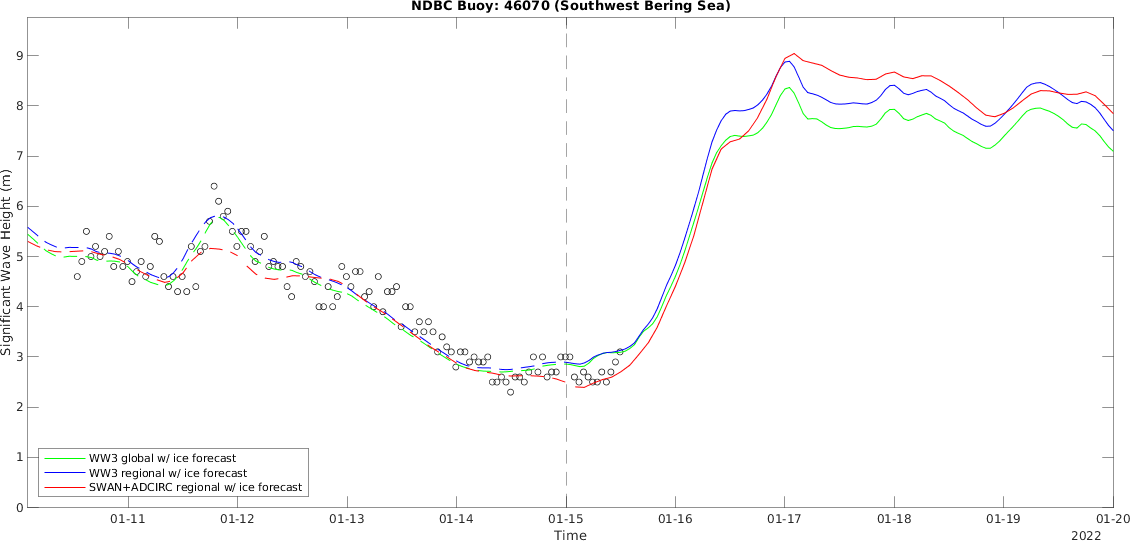 NDBC Buoy: 46070 (Southwest Bering Sea)
Significant Wave Height (m)
9
8
7
6
5
4
3
2
1
0
WW3 global w/ ice forecast
WW3 regional w/ ice forecast
SWAN+ADCIRC regional w/ ice forecast
01-11 01-12 01-13 01-14 01-15 01-16 01-17 01-18 01-19 01-20
Time
2022